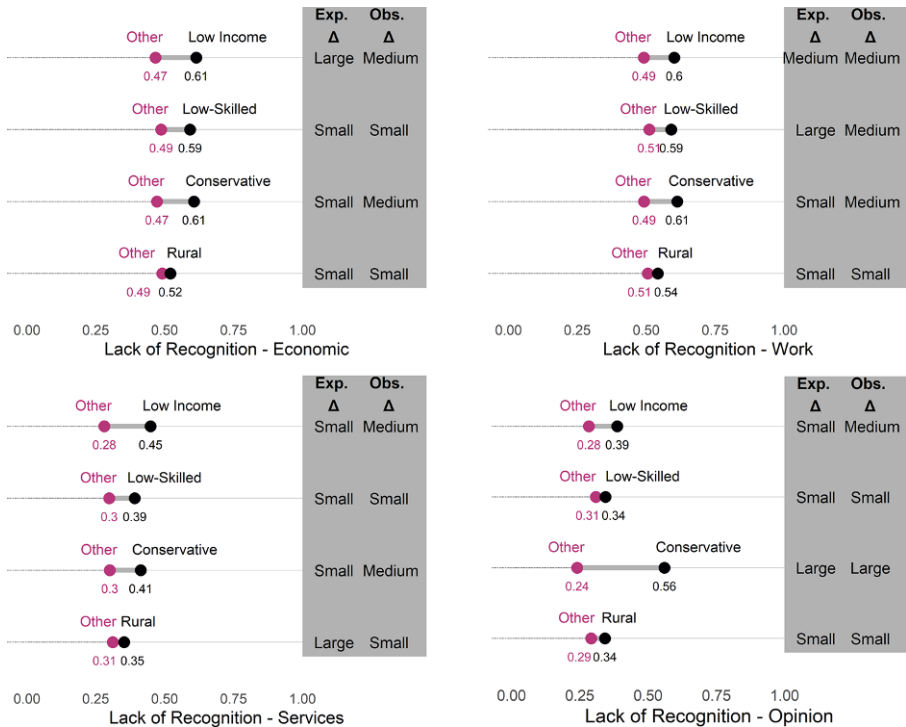 Exp. Obs.
Δ Δ
Other Low Income
Large Medium
0.47 0.61
Other Low-Skilled
Small Small
0.49 0.59
Other Conservative
Small Medium
0.47 0.61
Other Rural
Small Small
0.49 0.52
0.00 0.25 0.50 0.75 1.00
Lack of Recognition - Economic
Exp. Obs.
Δ Δ
Other Low Income
Medium Medium
0.49 0.6
Other Low-Skilled
Large Medium
0.51 0.59
Other Conservative
Small Medium
0.49 0.61
Other Rural
Small Small
0.51 0.54
0.00 0.25 0.50 0.75 1.00
Lack of Recognition - Work
Exp. Obs.
Δ Δ
Other Low Income
Small Medium
0.28 0.45
Other Low-Skilled
Small Small
0.3 0.39
Other Conservative
Small Medium
0.3 0.41
Other Rural
Large Small
0.31 0.35
0.00 0.25 0.50 0.75 1.00
Lack of Recognition - Services
Exp. Obs.
Δ Δ
Other Low Income
Small Medium
0.28 0.39
Other Low-Skilled
Small Small
0.31 0.34
Other Conservative
Large Large
0.24 0.56
Other Rural
Small Small
0.29 0.34
0.00 0.25 0.50 0.75 1.00
Lack of Recognition - Opinion